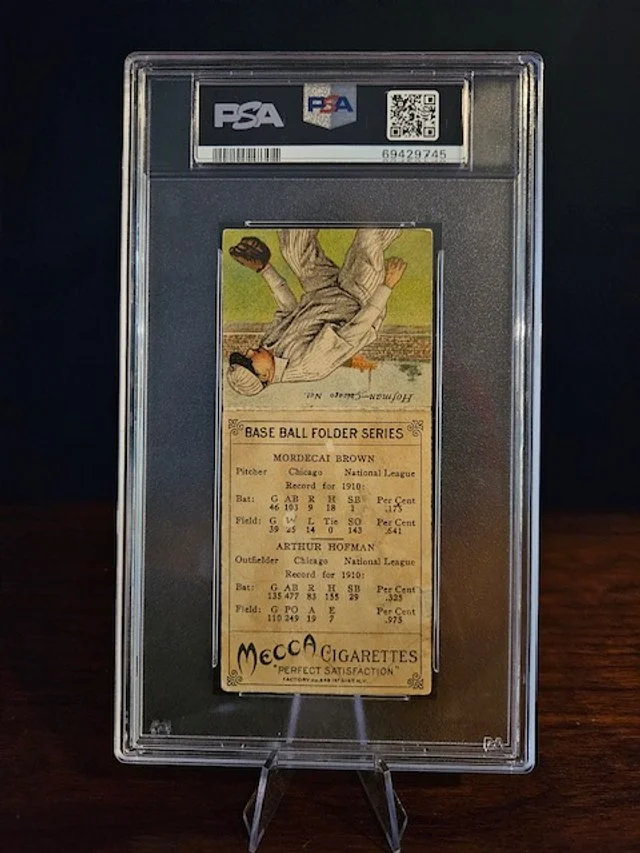 PSA
PSA
69429745
Hofman—Chicago Nat.
BASE BALL FOLDER SERIES
MORDECAI BROWN
Pitcher Chicago National League
Record for 1910:
Bat: G AB R H SB Per Cent
46 103 9 18 1 .175
Field: G W L Tie SO Per Cent
39 25 14 0 143 .641
ARTHUR HOFMAN
Outfielder Chicago National League
Record for 1910:
Bat: G AB R H SB Per Cent
135 477 83 155 29 .325
Field: G PO A E Per Cent
110 249 19 7 .975
MECCA CIGARETTES
"PERFECT SATISFACTION"